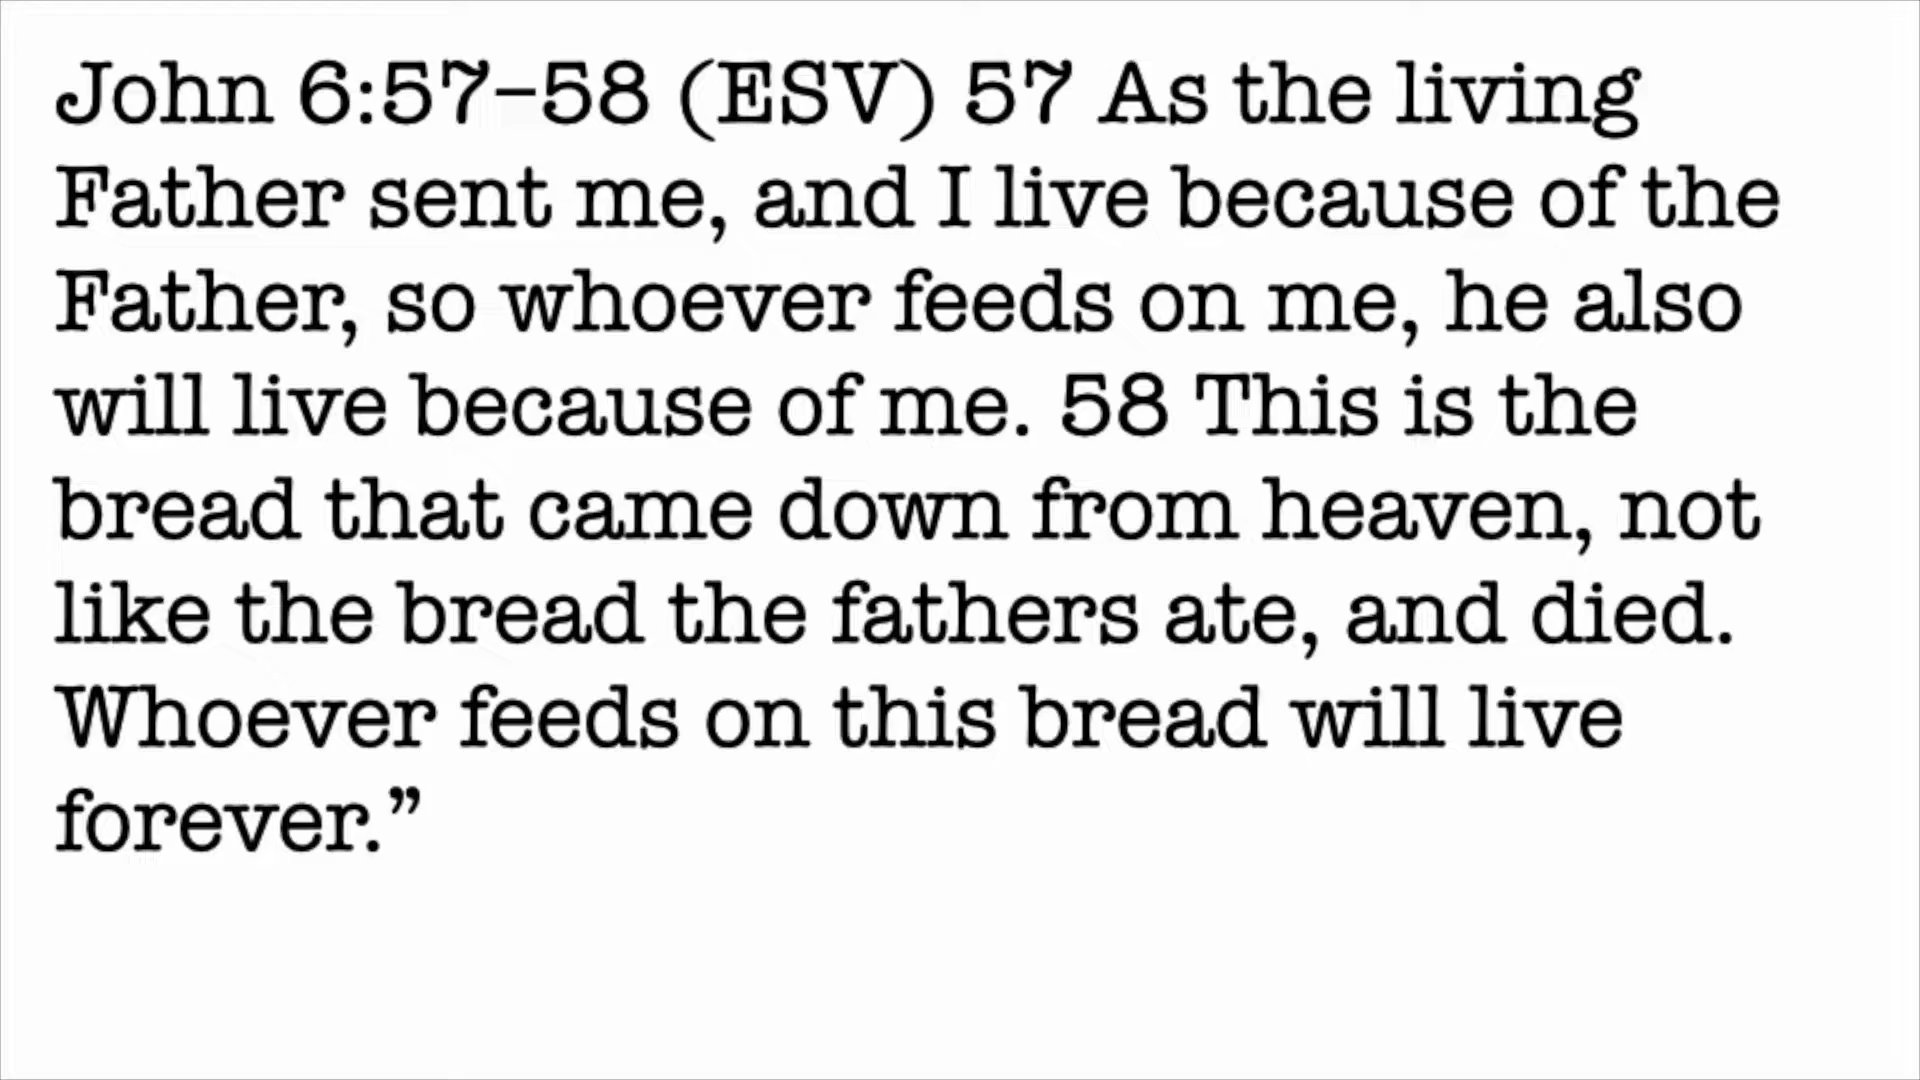 John 6:57–58 (ESV) 57 As the living
Father sent me, and I live because of the
Father, so whoever feeds on me, he also
will live because of me. 58 This is the
bread that came down from heaven, not
like the bread the fathers ate, and died.
Whoever feeds on this bread will live
forever.”